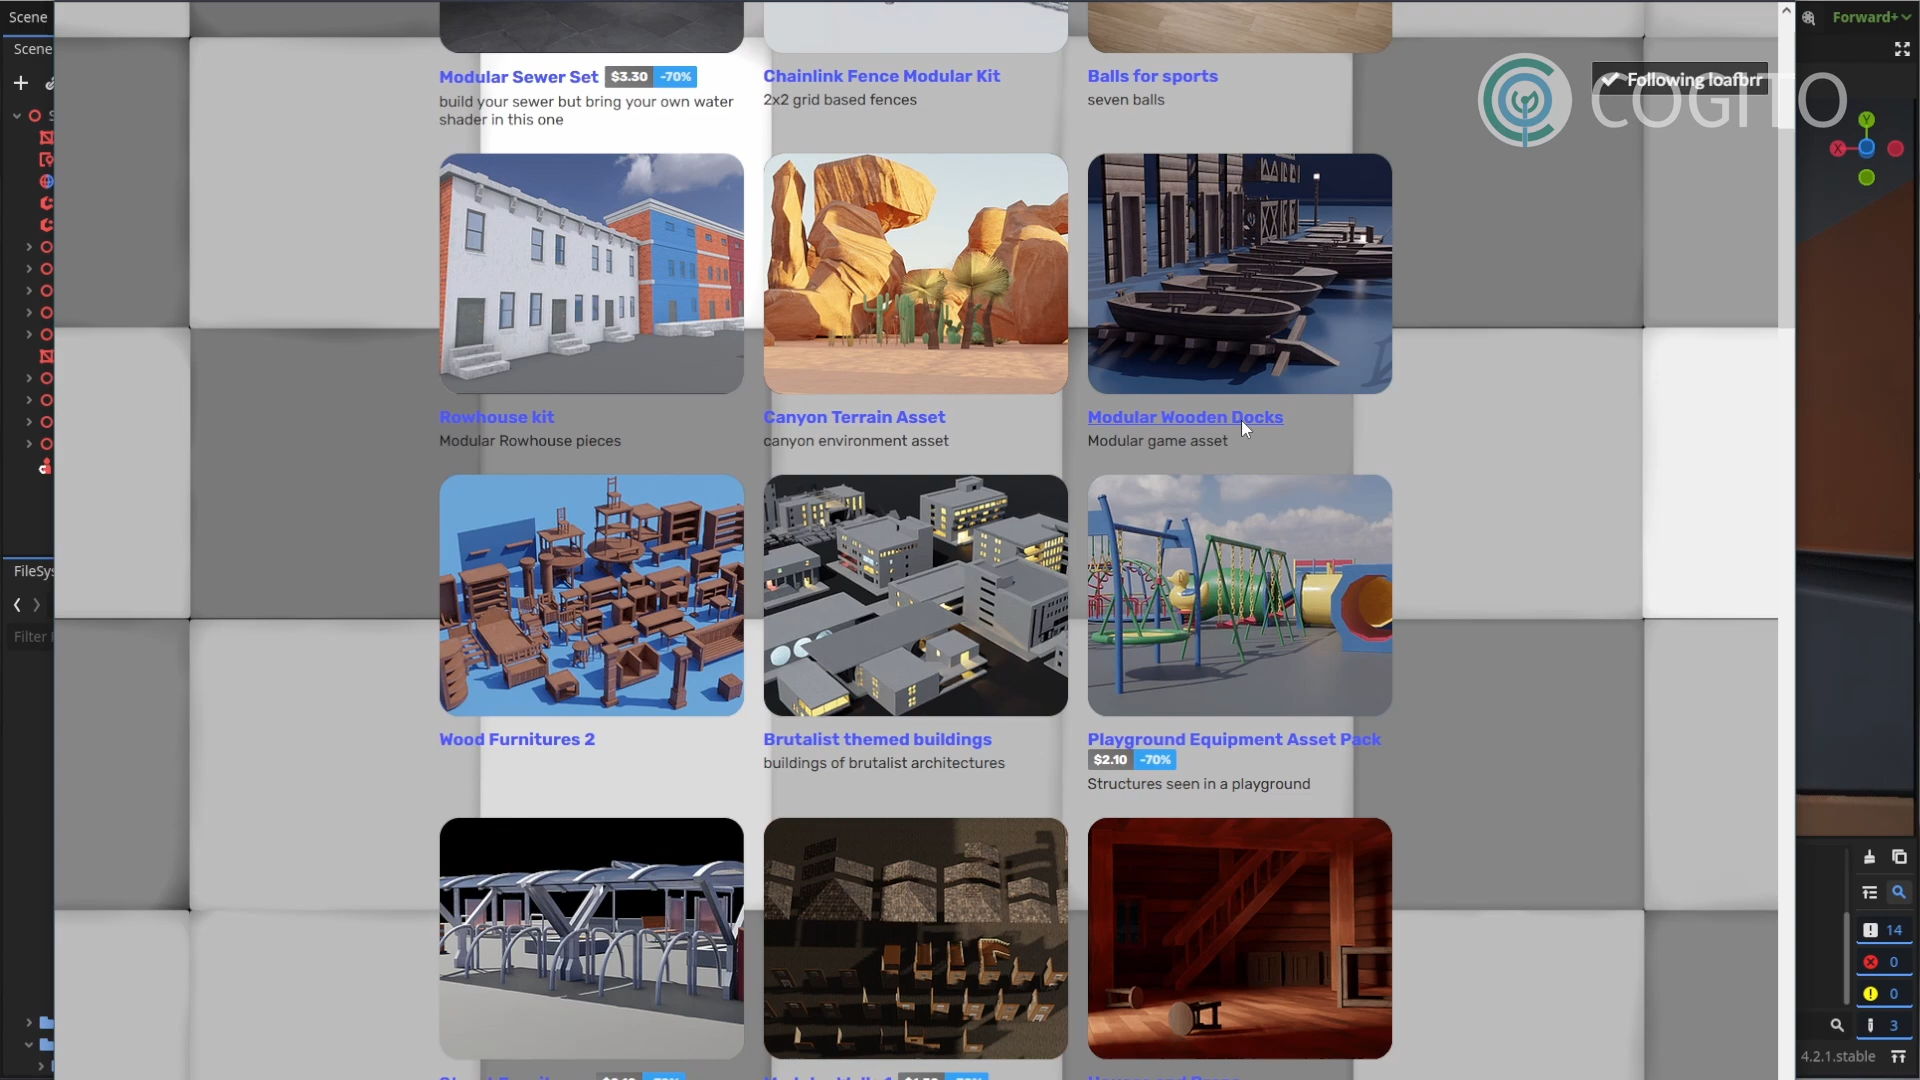 Scene
Forward+
Scene
Modular Sewer Set $3.30 -70%
build your sewer but bring your own water
shader in this one
Chainlink Fence Modular Kit
2x2 grid based fences
Balls for sports
seven balls
Following loafbrr
COGITO
Y
X
Rowhouse kit
Modular Rowhouse pieces
Canyon Terrain Asset
canyon environment asset
Modular Wooden Docks
Modular game asset
FileSys
Filter
Wood Furnitures 2
Brutalist themed buildings
buildings of brutalist architectures
Playground Equipment Asset Pack
$2.10 -70%
Structures seen in a playground
14
0
0
3
4.2.1.stable